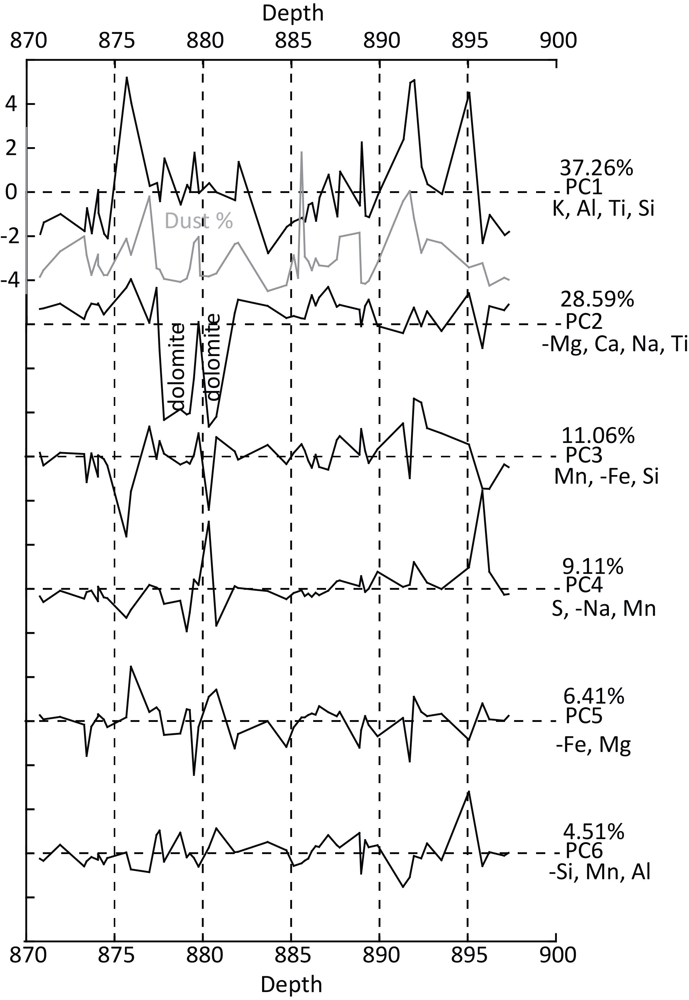 Depth
870 875 880 885 890 895 900
4
2
0
-2
-4
37.26%
PC1
K, Al, Ti, Si
Dust %
28.59%
PC2
-Mg, Ca, Na, Ti
dolomite
dolomite
11.06%
PC3
Mn, -Fe, Si
9.11%
PC4
S, -Na, Mn
6.41%
PC5
-Fe, Mg
4.51%
PC6
-Si, Mn, Al
870 875 880 885 890 895 900
Depth